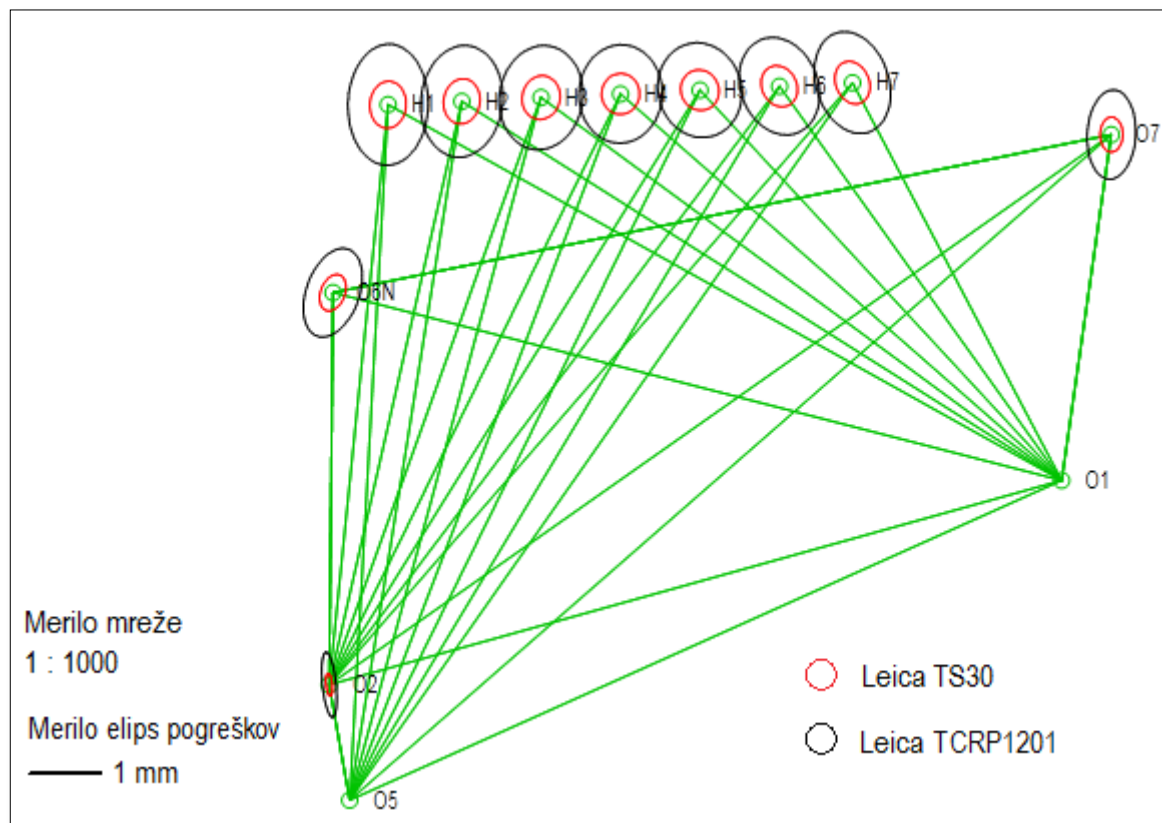 H1
H2
H3
H4
H5
H6
H7
O7
O6N
O1
Merilo mreže
1 : 1000
O2
Leica TS30
Merilo elips pogreškov
1 mm
Leica TCRP1201
O5